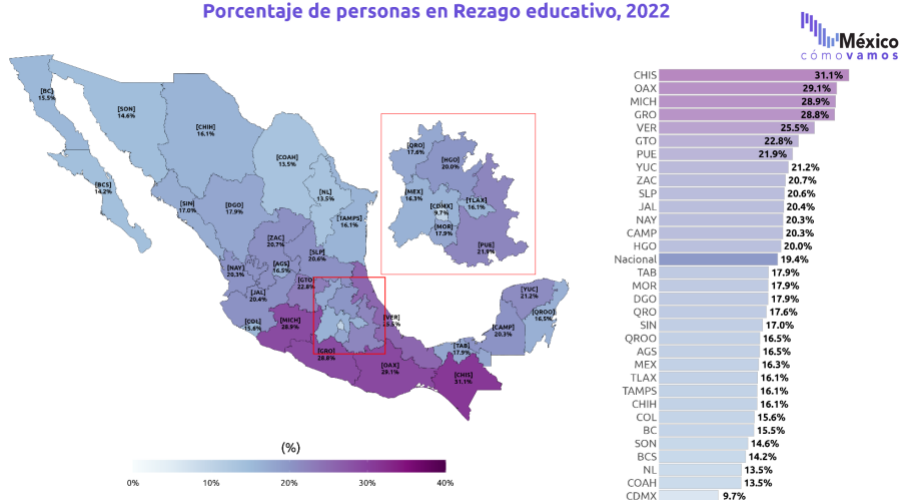 Porcentaje de personas en Rezago educativo, 2022
México
cómovamos
[BC]
15.5%
[SON]
14.6%
[CHIH]
16.1%
[COAH]
13.5%
[BCS]
14.2%
[NL]
13.5%
[SIN]
17.0%
[DGO]
17.9%
[TAMPS]
16.1%
[ZAC]
20.7%
[SLP]
20.6%
[NAY]
20.3%
[AGS]
16.5%
[GTO]
22.8%
[JAL]
20.4%
[COL]
15.6%
[MICH]
28.9%
[VER]
25.5%
[GRO]
28.8%
[OAX]
29.1%
[CHIS]
31.1%
[TAB]
17.9%
[CAMP]
20.3%
[YUC]
21.2%
[QROO]
16.5%
[QRO]
17.6%
[HGO]
20.0%
[MEX]
16.3%
[CDMX]
9.7%
[TLAX]
16.1%
[MOR]
17.9%
[PUE]
21.9%
(%)
0% 10% 20% 30% 40%
CHIS 31.1%
OAX 29.1%
MICH 28.9%
GRO 28.8%
VER 25.5%
GTO 22.8%
PUE 21.9%
YUC 21.2%
ZAC 20.7%
SLP 20.6%
JAL 20.4%
NAY 20.3%
CAMP 20.3%
HGO 20.0%
Nacional 19.4%
TAB 17.9%
MOR 17.9%
DGO 17.9%
QRO 17.6%
SIN 17.0%
QROO 16.5%
AGS 16.5%
MEX 16.3%
TLAX 16.1%
TAMPS 16.1%
CHIH 16.1%
COL 15.6%
BC 15.5%
SON 14.6%
BCS 14.2%
NL 13.5%
COAH 13.5%
CDMX 9.7%